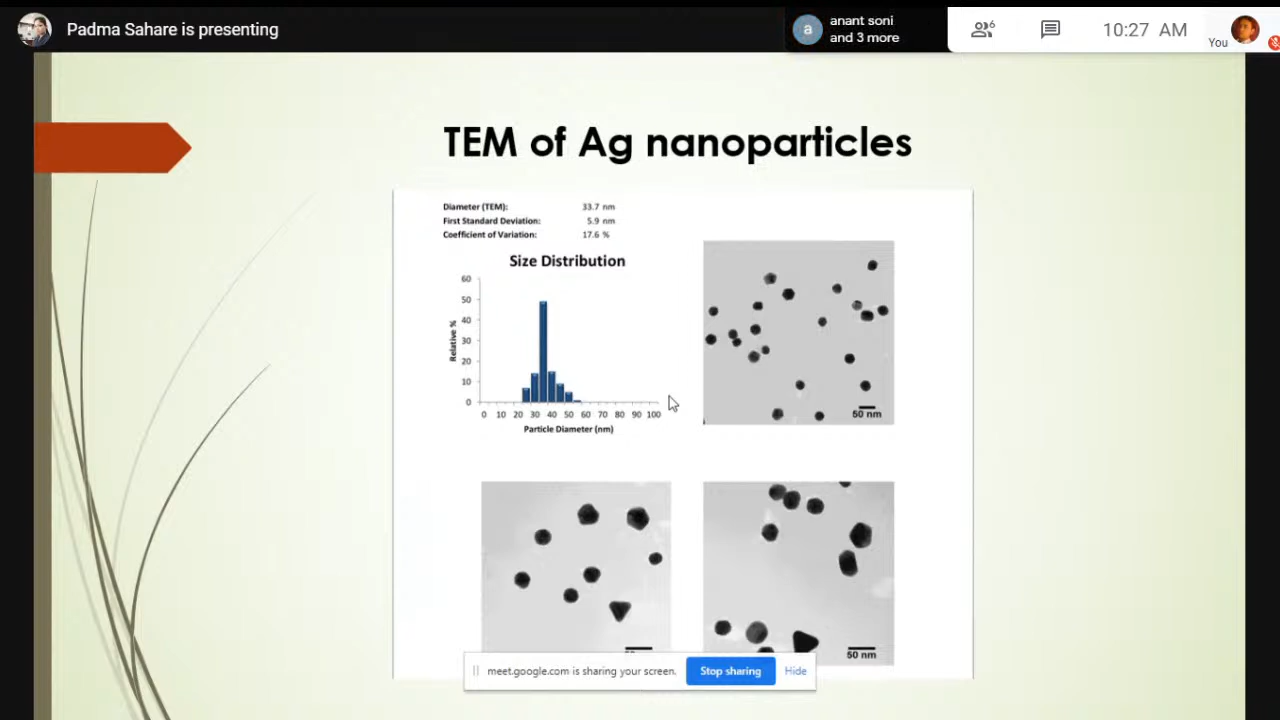 Padma Sahare is presenting
a
anant soni
and 3 more
6
10:27 AM
You
TEM of Ag nanoparticles
Diameter (TEM): 33.7 nm
First Standard Deviation: 5.9 nm
Coefficient of Variation: 17.6 %
Size Distribution
60
50
40
30
20
10
0
Relative %
0 10 20 30 40 50 60 70 80 90 100
Particle Diameter (nm)
50 nm
50 nm
meet.google.com is sharing your screen.
Stop sharing
Hide